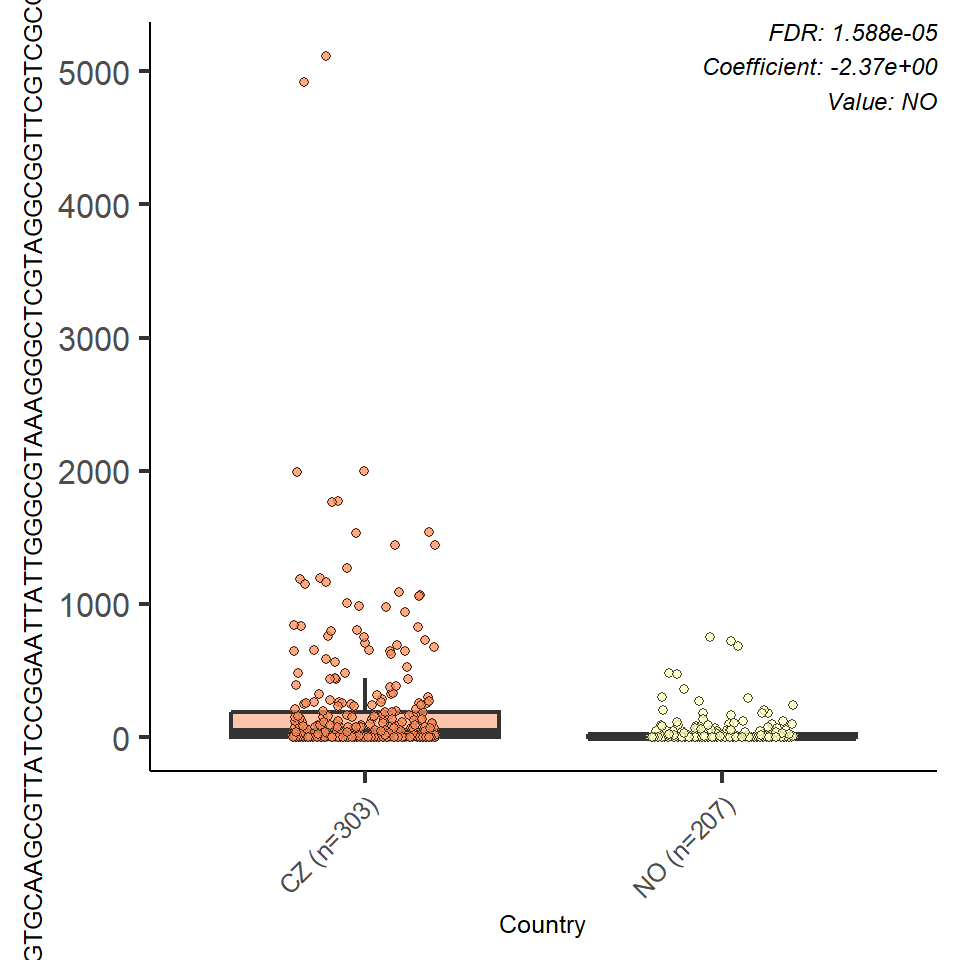 GTGCAAGCGTTATCCGGAATTATTGGGCGTAAAGGGCTCGTAGGCGGTTCGTCGC
FDR: 1.588e-05
Coefficient: -2.37e+00
Value: NO
5000
4000
3000
2000
1000
0
CZ (n=303)
NO (n=207)
Country